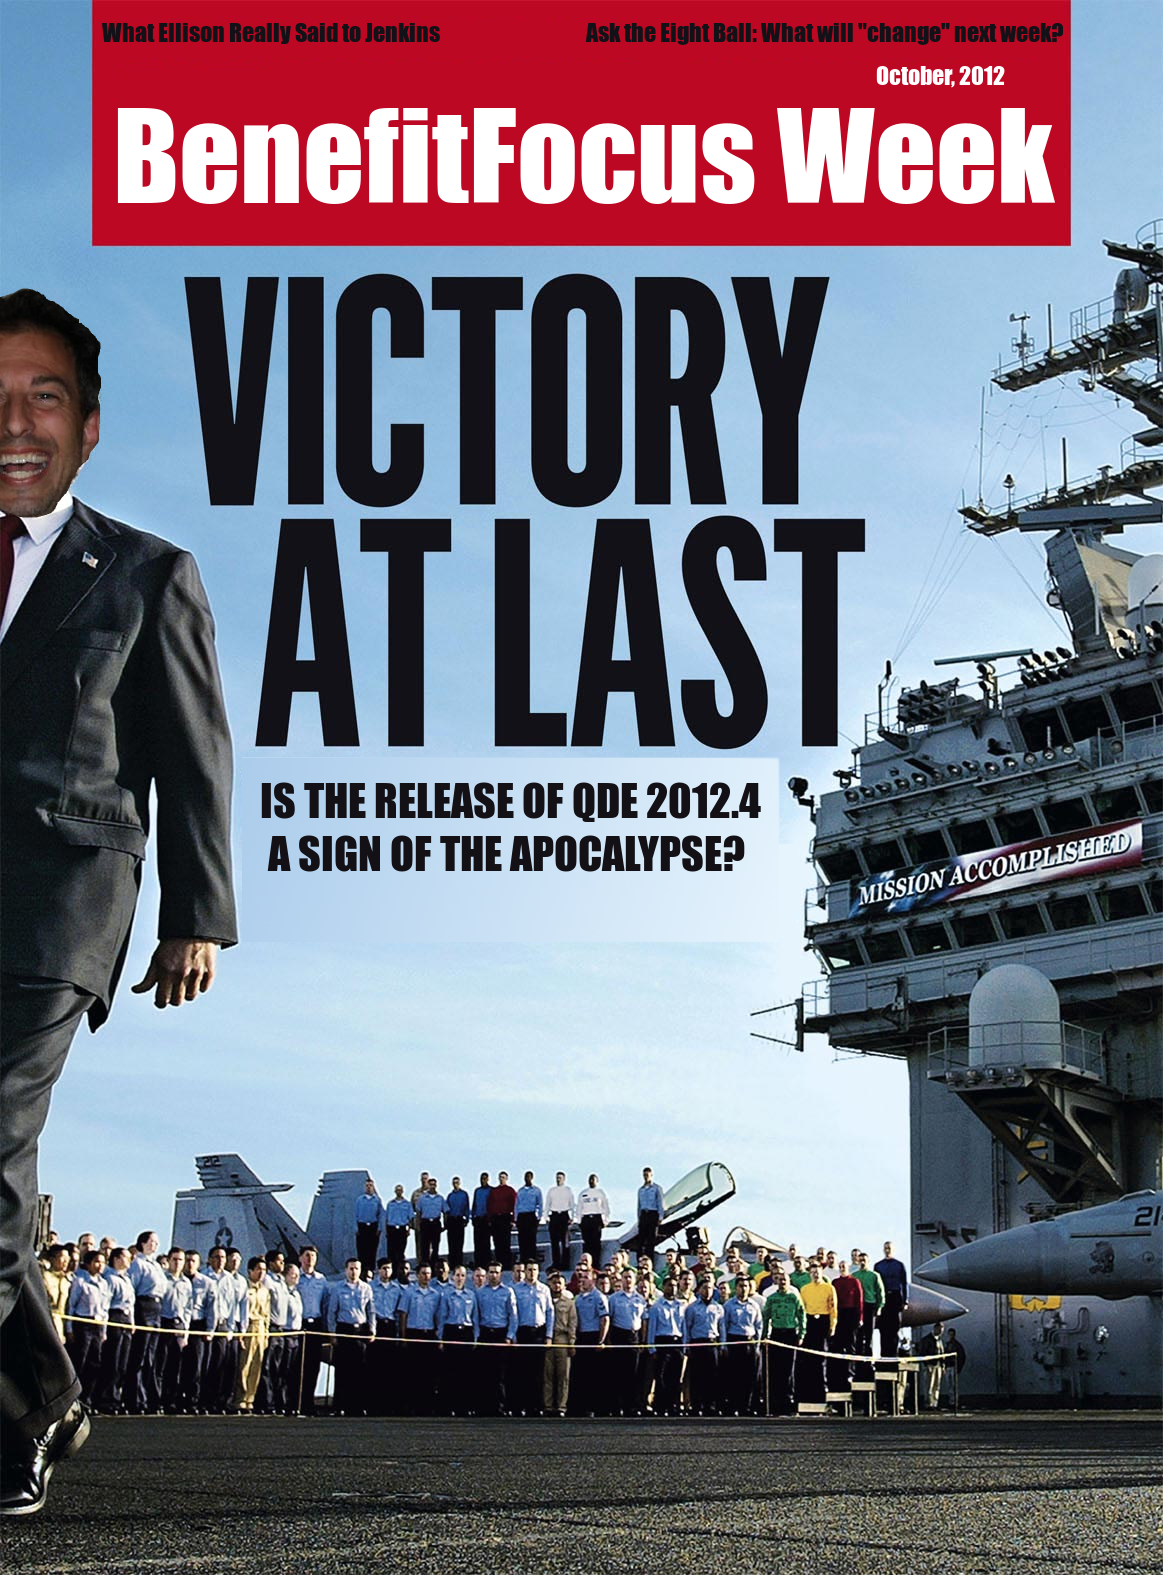 What Ellison Really Said to Jenkins
Ask the Eight Ball: What will "change" next week?
October, 2012
BenefitFocus Week
VICTORY
AT LAST
IS THE RELEASE OF QDE 2012.4
A SIGN OF THE APOCALYPSE?
MISSION ACCOMPLISHED
212